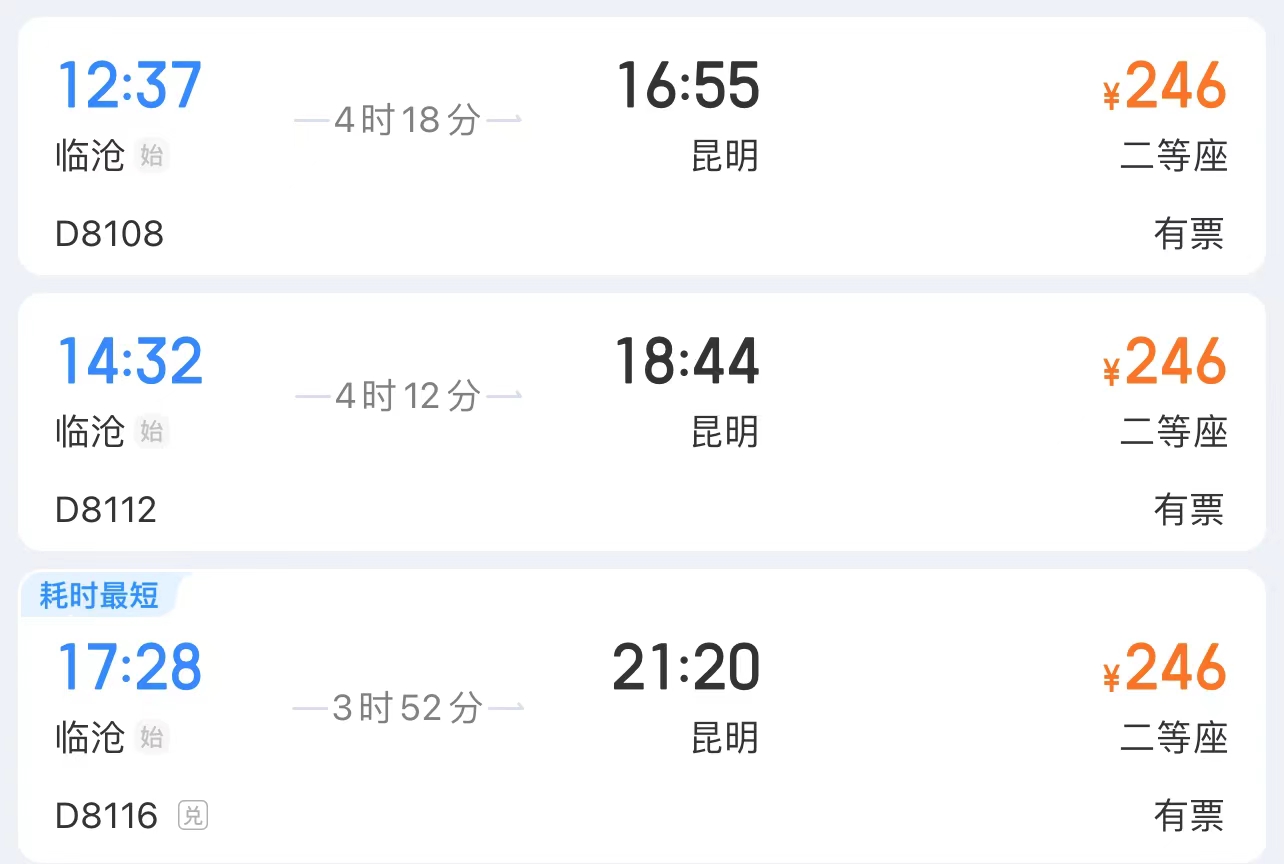 12:37 4时18分 16:55 ¥246
临沧 始 昆明 二等座
D8108 有票
14:32 4时12分 18:44 ¥246
临沧 始 昆明 二等座
D8112 有票
耗时最短
17:28 3时52分 21:20 ¥246
临沧 始 昆明 二等座
D8116 兑 有票